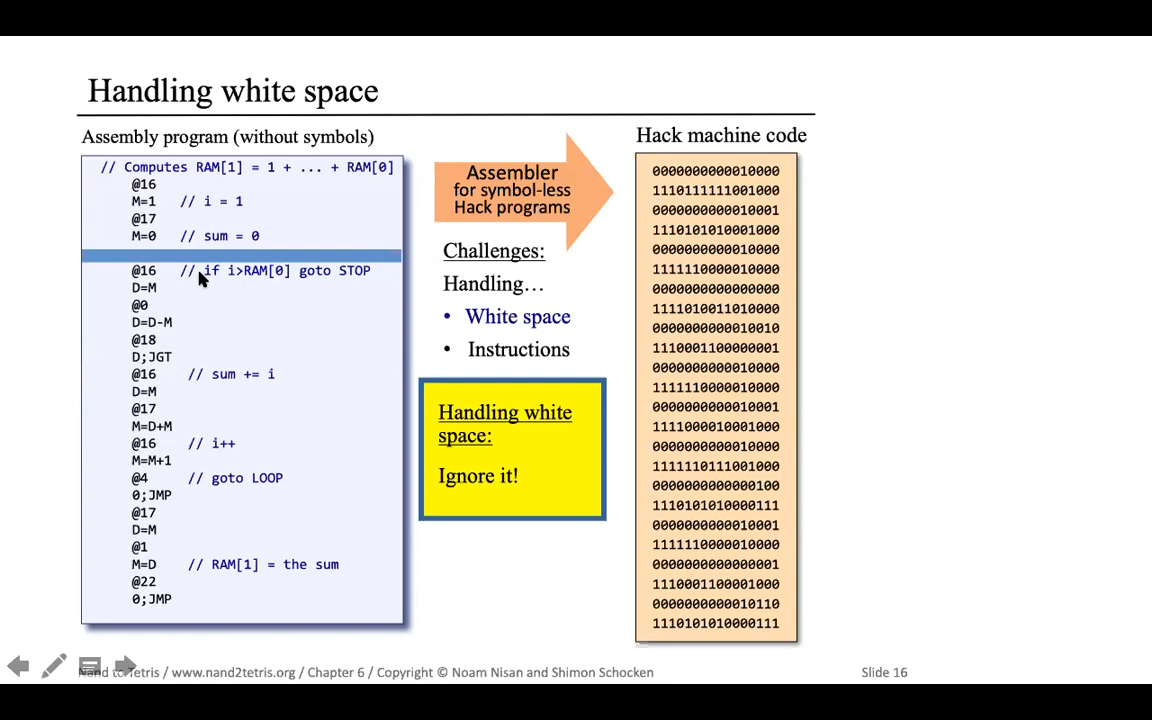 Handling white space
Assembly program (without symbols)
// Computes RAM[1] = 1 + ... + RAM[0]
@16
M=1 // i = 1
@17
M=0 // sum = 0
@16 // if i>RAM[0] goto STOP
D=M
@0
D=D-M
@18
D;JGT
@16 // sum += i
D=M
@17
M=D+M
@16 // i++
M=M+1
@4 // goto LOOP
0;JMP
@17
D=M
@1
M=D // RAM[1] = the sum
@22
0;JMP
Assembler
for symbol-less
Hack programs
Challenges:
Handling…
• White space
• Instructions
Handling white
space:
Ignore it!
Hack machine code
0000000000010000
1110111111001000
0000000000010001
1110101010001000
0000000000010000
1111110000010000
0000000000000000
1111010011010000
0000000000010010
1110001100000001
0000000000010000
1111110000010000
0000000000010001
1111000010001000
0000000000010000
1111110111001000
0000000000000100
1110101010000111
0000000000010001
1111110000010000
0000000000000001
1110001100001000
0000000000010110
1110101010000111
Nand to Tetris / www.nand2tetris.org / Chapter 6 / Copyright © Noam Nisan and Shimon Schocken
Slide 16